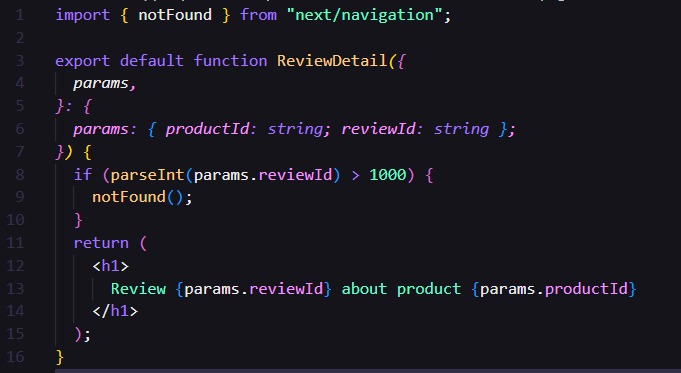 1 import { notFound } from "next/navigation";
2
3 export default function ReviewDetail({
4 params,
5 }: {
6 params: { productId: string; reviewId: string };
7 }) {
8 if (parseInt(params.reviewId) > 1000) {
9 notFound();
10 }
11 return (
12 <h1>
13 Review {params.reviewId} about product {params.productId}
14 </h1>
15 );
16 }